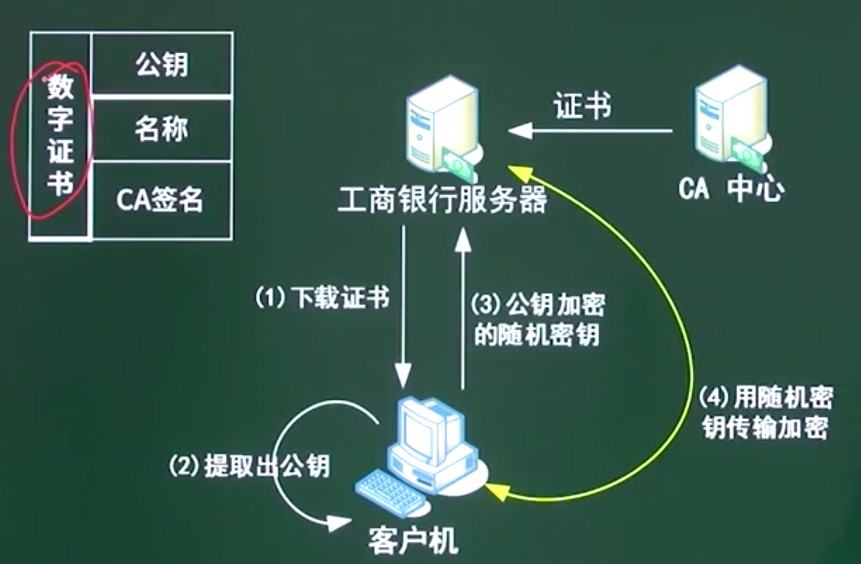 数字证书
公钥
名称
CA签名
证书
工商银行服务器
CA 中心
(1)下载证书
(3)公钥加密
的随机密钥
(4)用随机密
钥传输加密
(2)提取出公钥
客户机